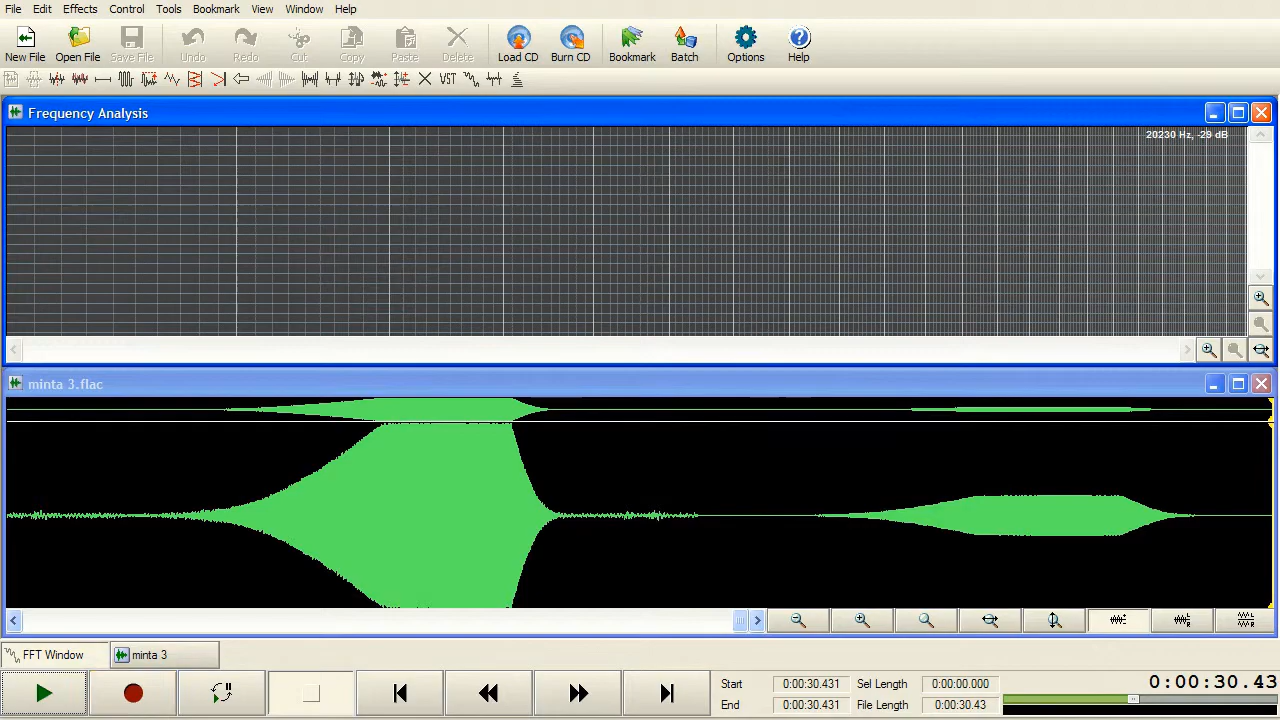 File Edit Effects Control Tools Bookmark View Window Help
New File Open File Save File Undo Redo Cut Copy Paste Delete Load CD Burn CD Bookmark Batch Options Help
VST
Frequency Analysis
20230 Hz, -29 dB
minta 3.flac
FFT Window minta 3
Start 0:00:30.431 Sel Length 0:00:00.000 0:00:30.43
End 0:00:30.431 File Length 0:00:30.43